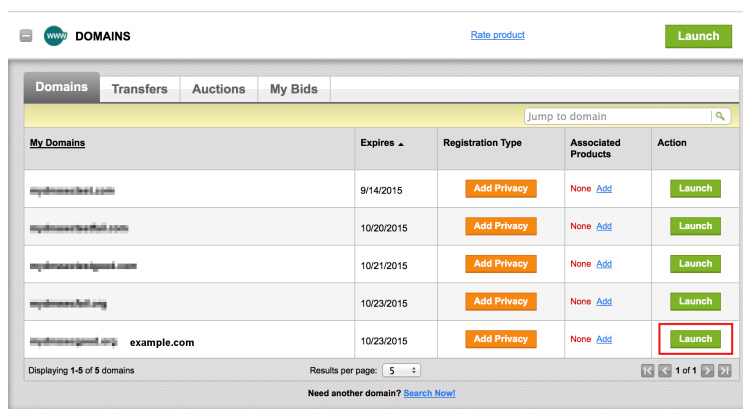 www DOMAINS Rate product Launch
Domains Transfers Auctions My Bids
Jump to domain
My Domains Expires Registration Type Associated Products Action
9/14/2015 Add Privacy None Add Launch
10/20/2015 Add Privacy None Add Launch
10/21/2015 Add Privacy None Add Launch
10/23/2015 Add Privacy None Add Launch
example.com 10/23/2015 Add Privacy None Add Launch
Displaying 1-5 of 5 domains Results per page: 5 1 of 1
Need another domain? Search Now!